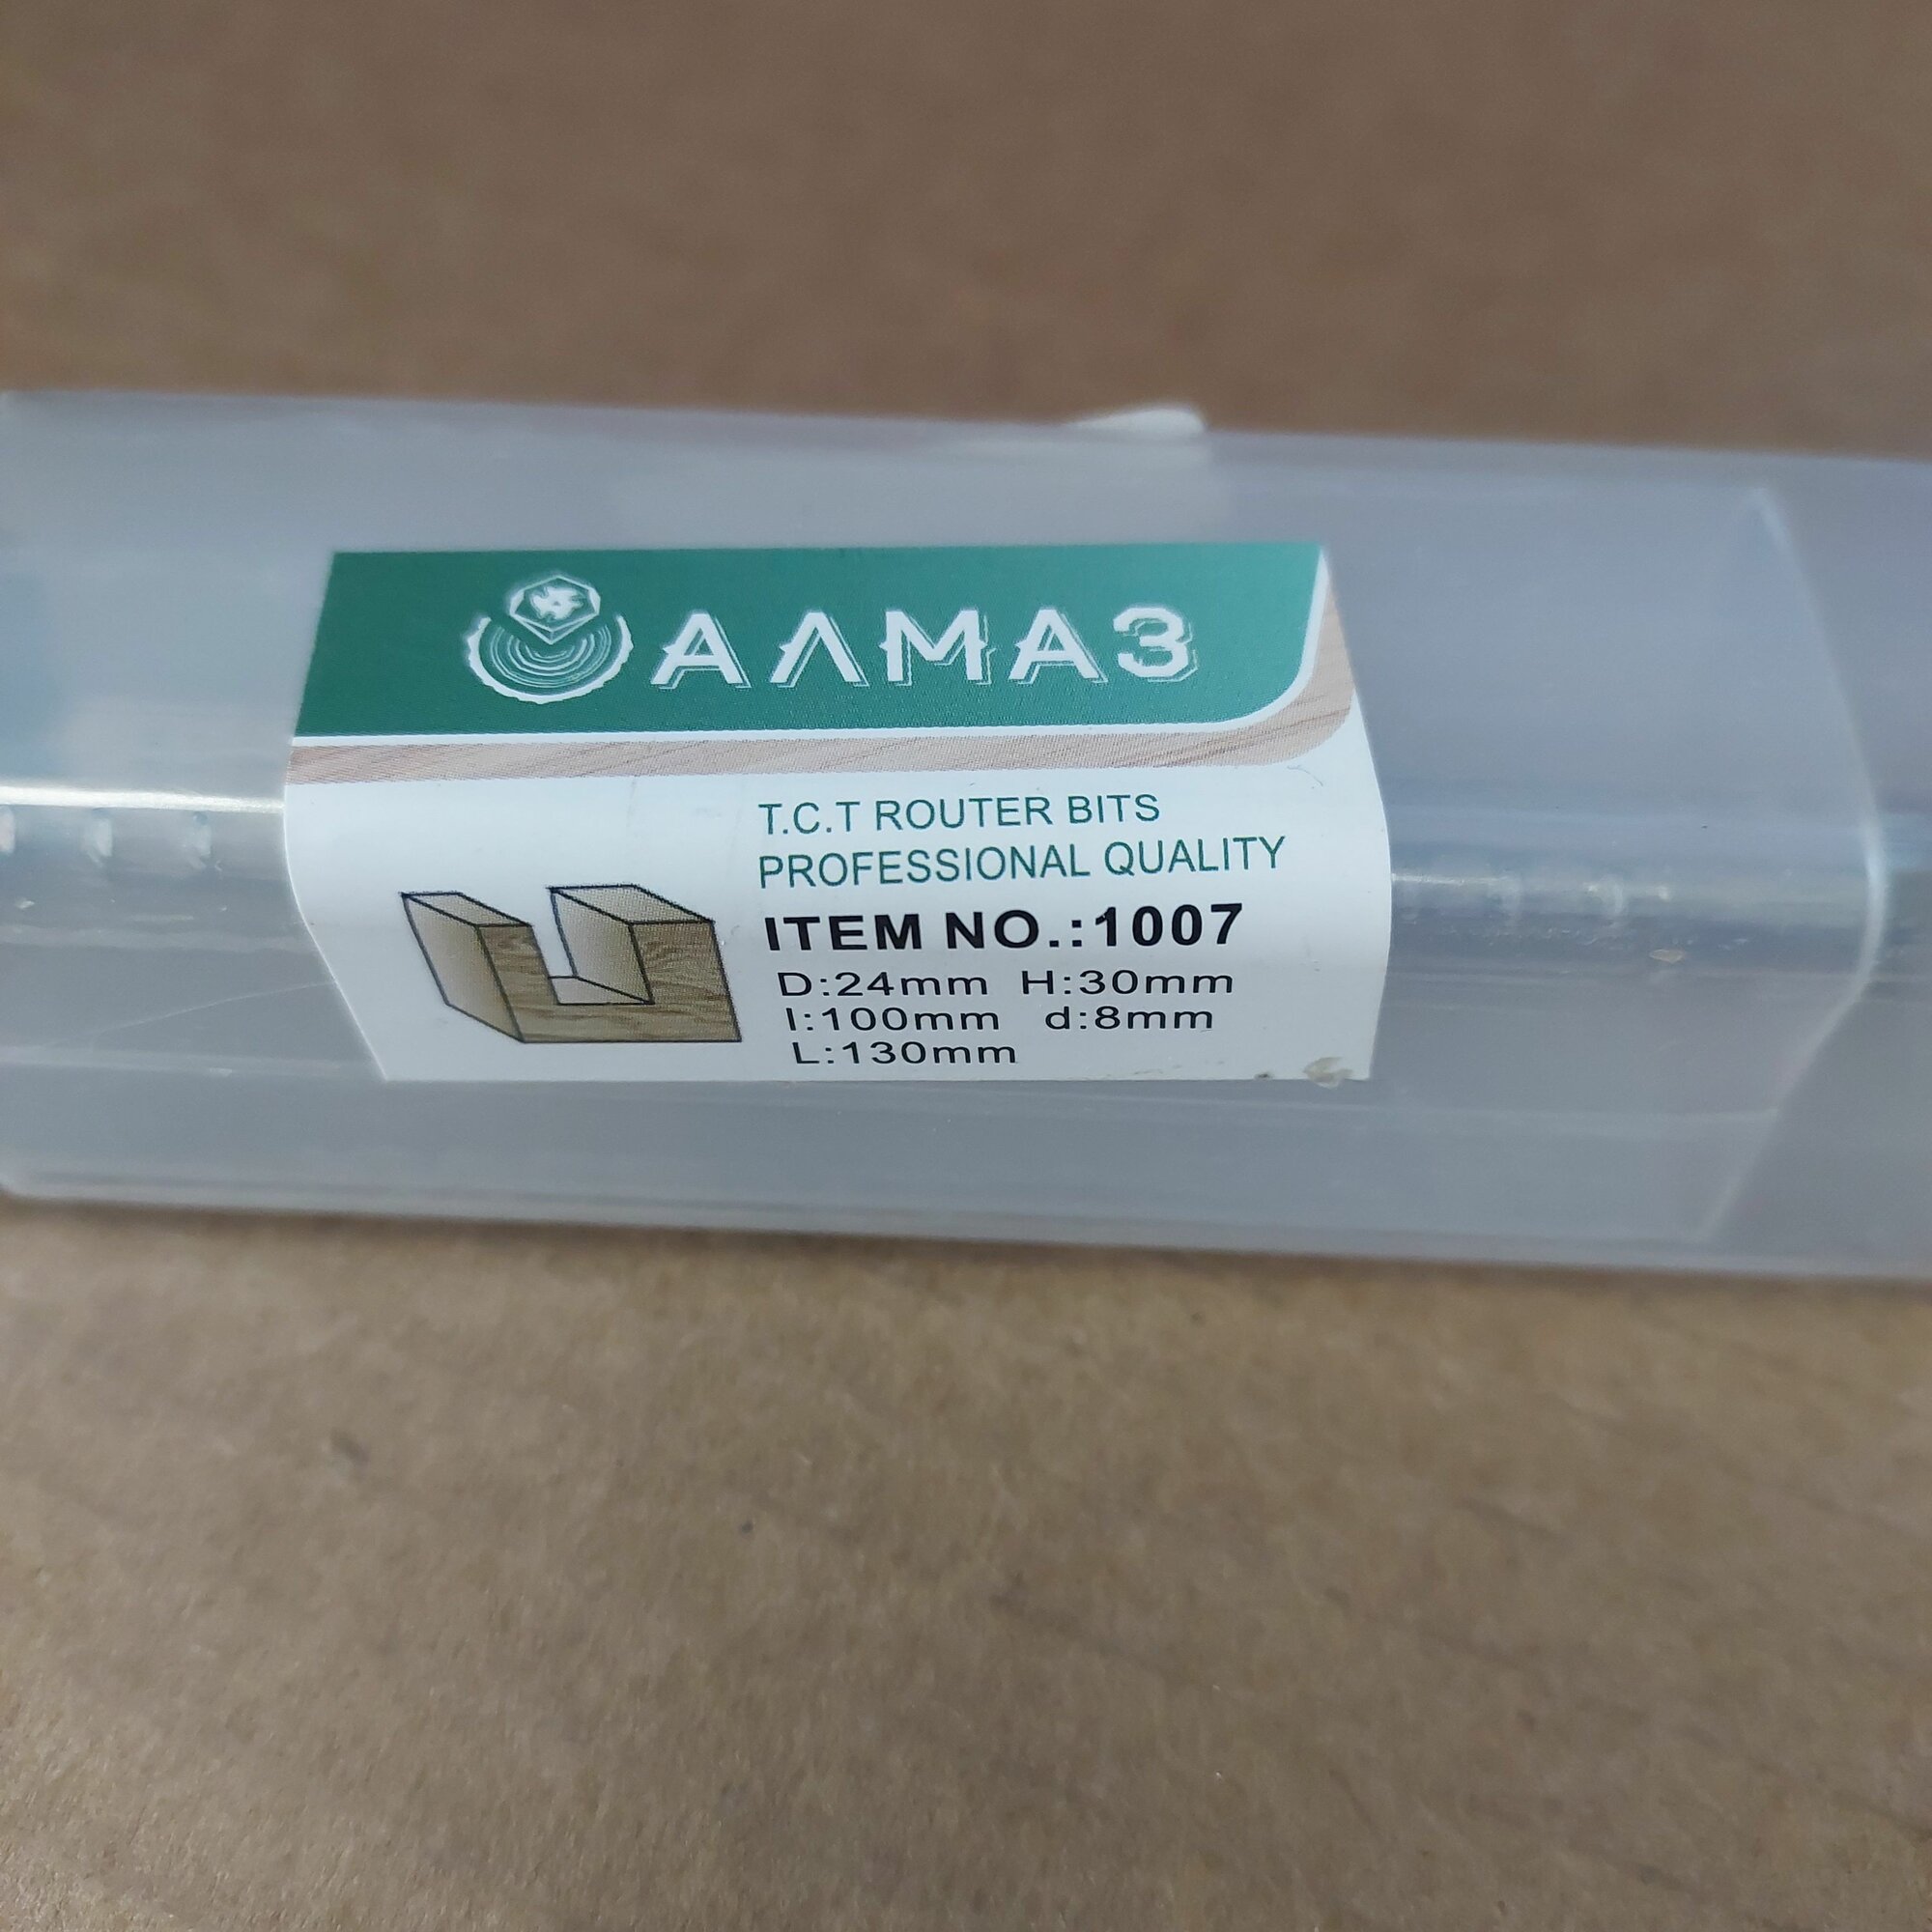 АЛМАЗ
T.C.T ROUTER BITS
PROFESSIONAL QUALITY
ITEM NO.:1007
D:24mm H:30mm
l:100mm d:8mm
L:130mm